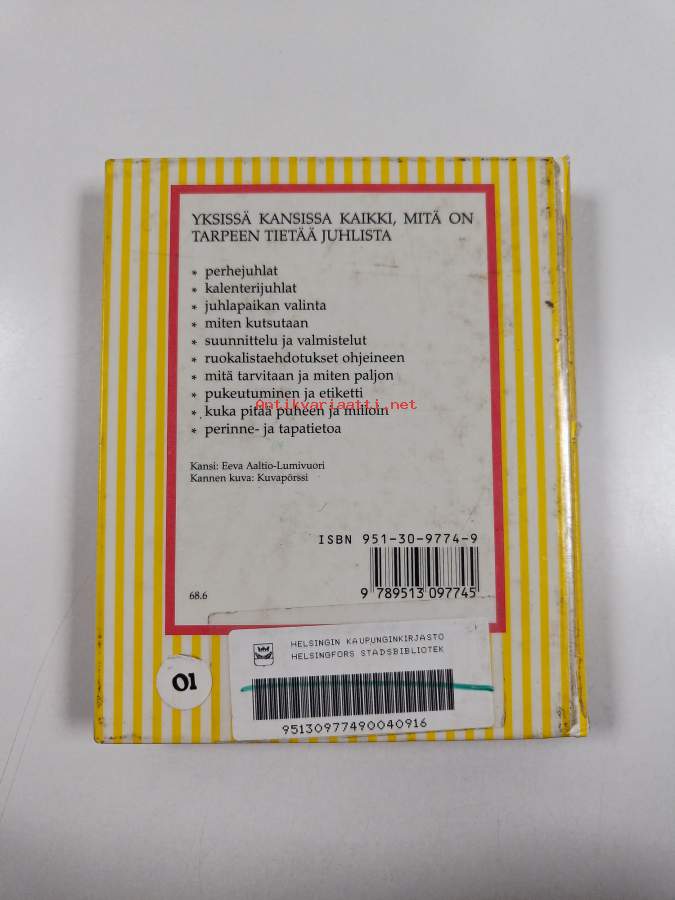 YKSISSÄ KANSISSA KAIKKI, MITÄ ON
TARPEEN TIETÄÄ JUHLISTA
* perhejuhlat
* kalenterijuhlat
* juhlapaikan valinta
* miten kutsutaan
* suunnittelu ja valmistelut
* ruokalistaehdotukset ohjeineen
* mitä tarvitaan ja miten paljon
* pukeutuminen ja etiketti
Antikvariaatti.net
* kuka pitää puheen ja milloin
* perinne- ja tapatietoa
Kansi: Eeva Aaltio-Lumivuori
Kannen kuva: Kuvapörssi
ISBN 951-30-9774-9
9 789513 097745
68.6
HELSINGIN KAUPUNGINKIRJASTO
HELSINGFORS STADSBIBLIOTEK
01
95130977490040916